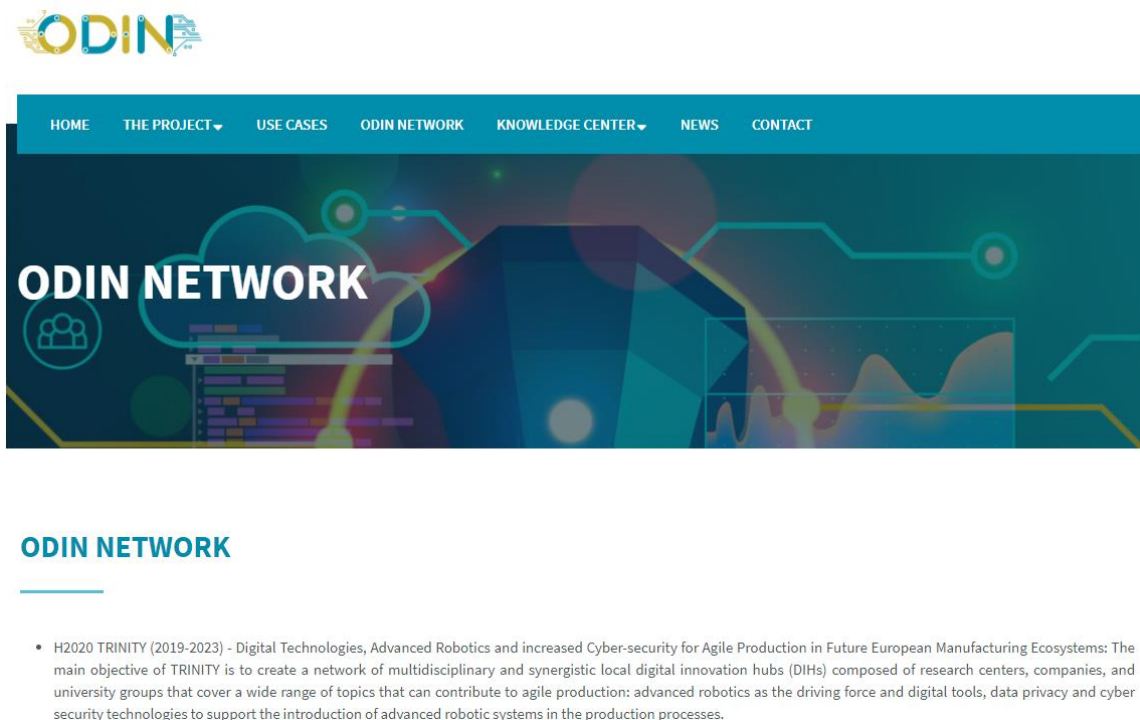 ODIN
HOME THE PROJECT USE CASES ODIN NETWORK KNOWLEDGE CENTER NEWS CONTACT
ODIN NETWORK
ODIN NETWORK
• H2020 TRINITY (2019-2023) - Digital Technologies, Advanced Robotics and increased Cyber-security for Agile Production in Future European Manufacturing Ecosystems: The
main objective of TRINITY is to create a network of multidisciplinary and synergistic local digital innovation hubs (DIHs) composed of research centers, companies, and
university groups that cover a wide range of topics that can contribute to agile production: advanced robotics as the driving force and digital tools, data privacy and cyber
security technologies to support the introduction of advanced robotic systems in the production processes.